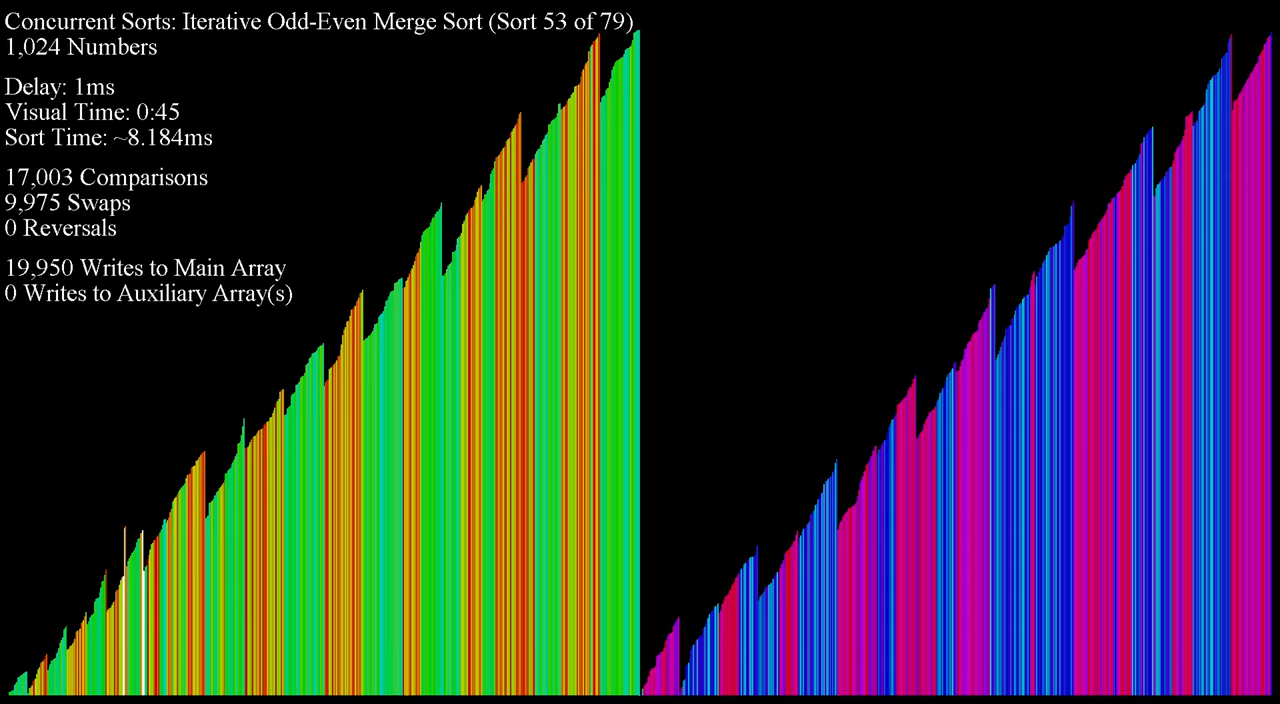 Concurrent Sorts: Iterative Odd-Even Merge Sort (Sort 53 of 79)
1,024 Numbers
Delay: 1ms
Visual Time: 0:45
Sort Time: ~8.184ms
17,003 Comparisons
9,975 Swaps
0 Reversals
19,950 Writes to Main Array
0 Writes to Auxiliary Array(s)